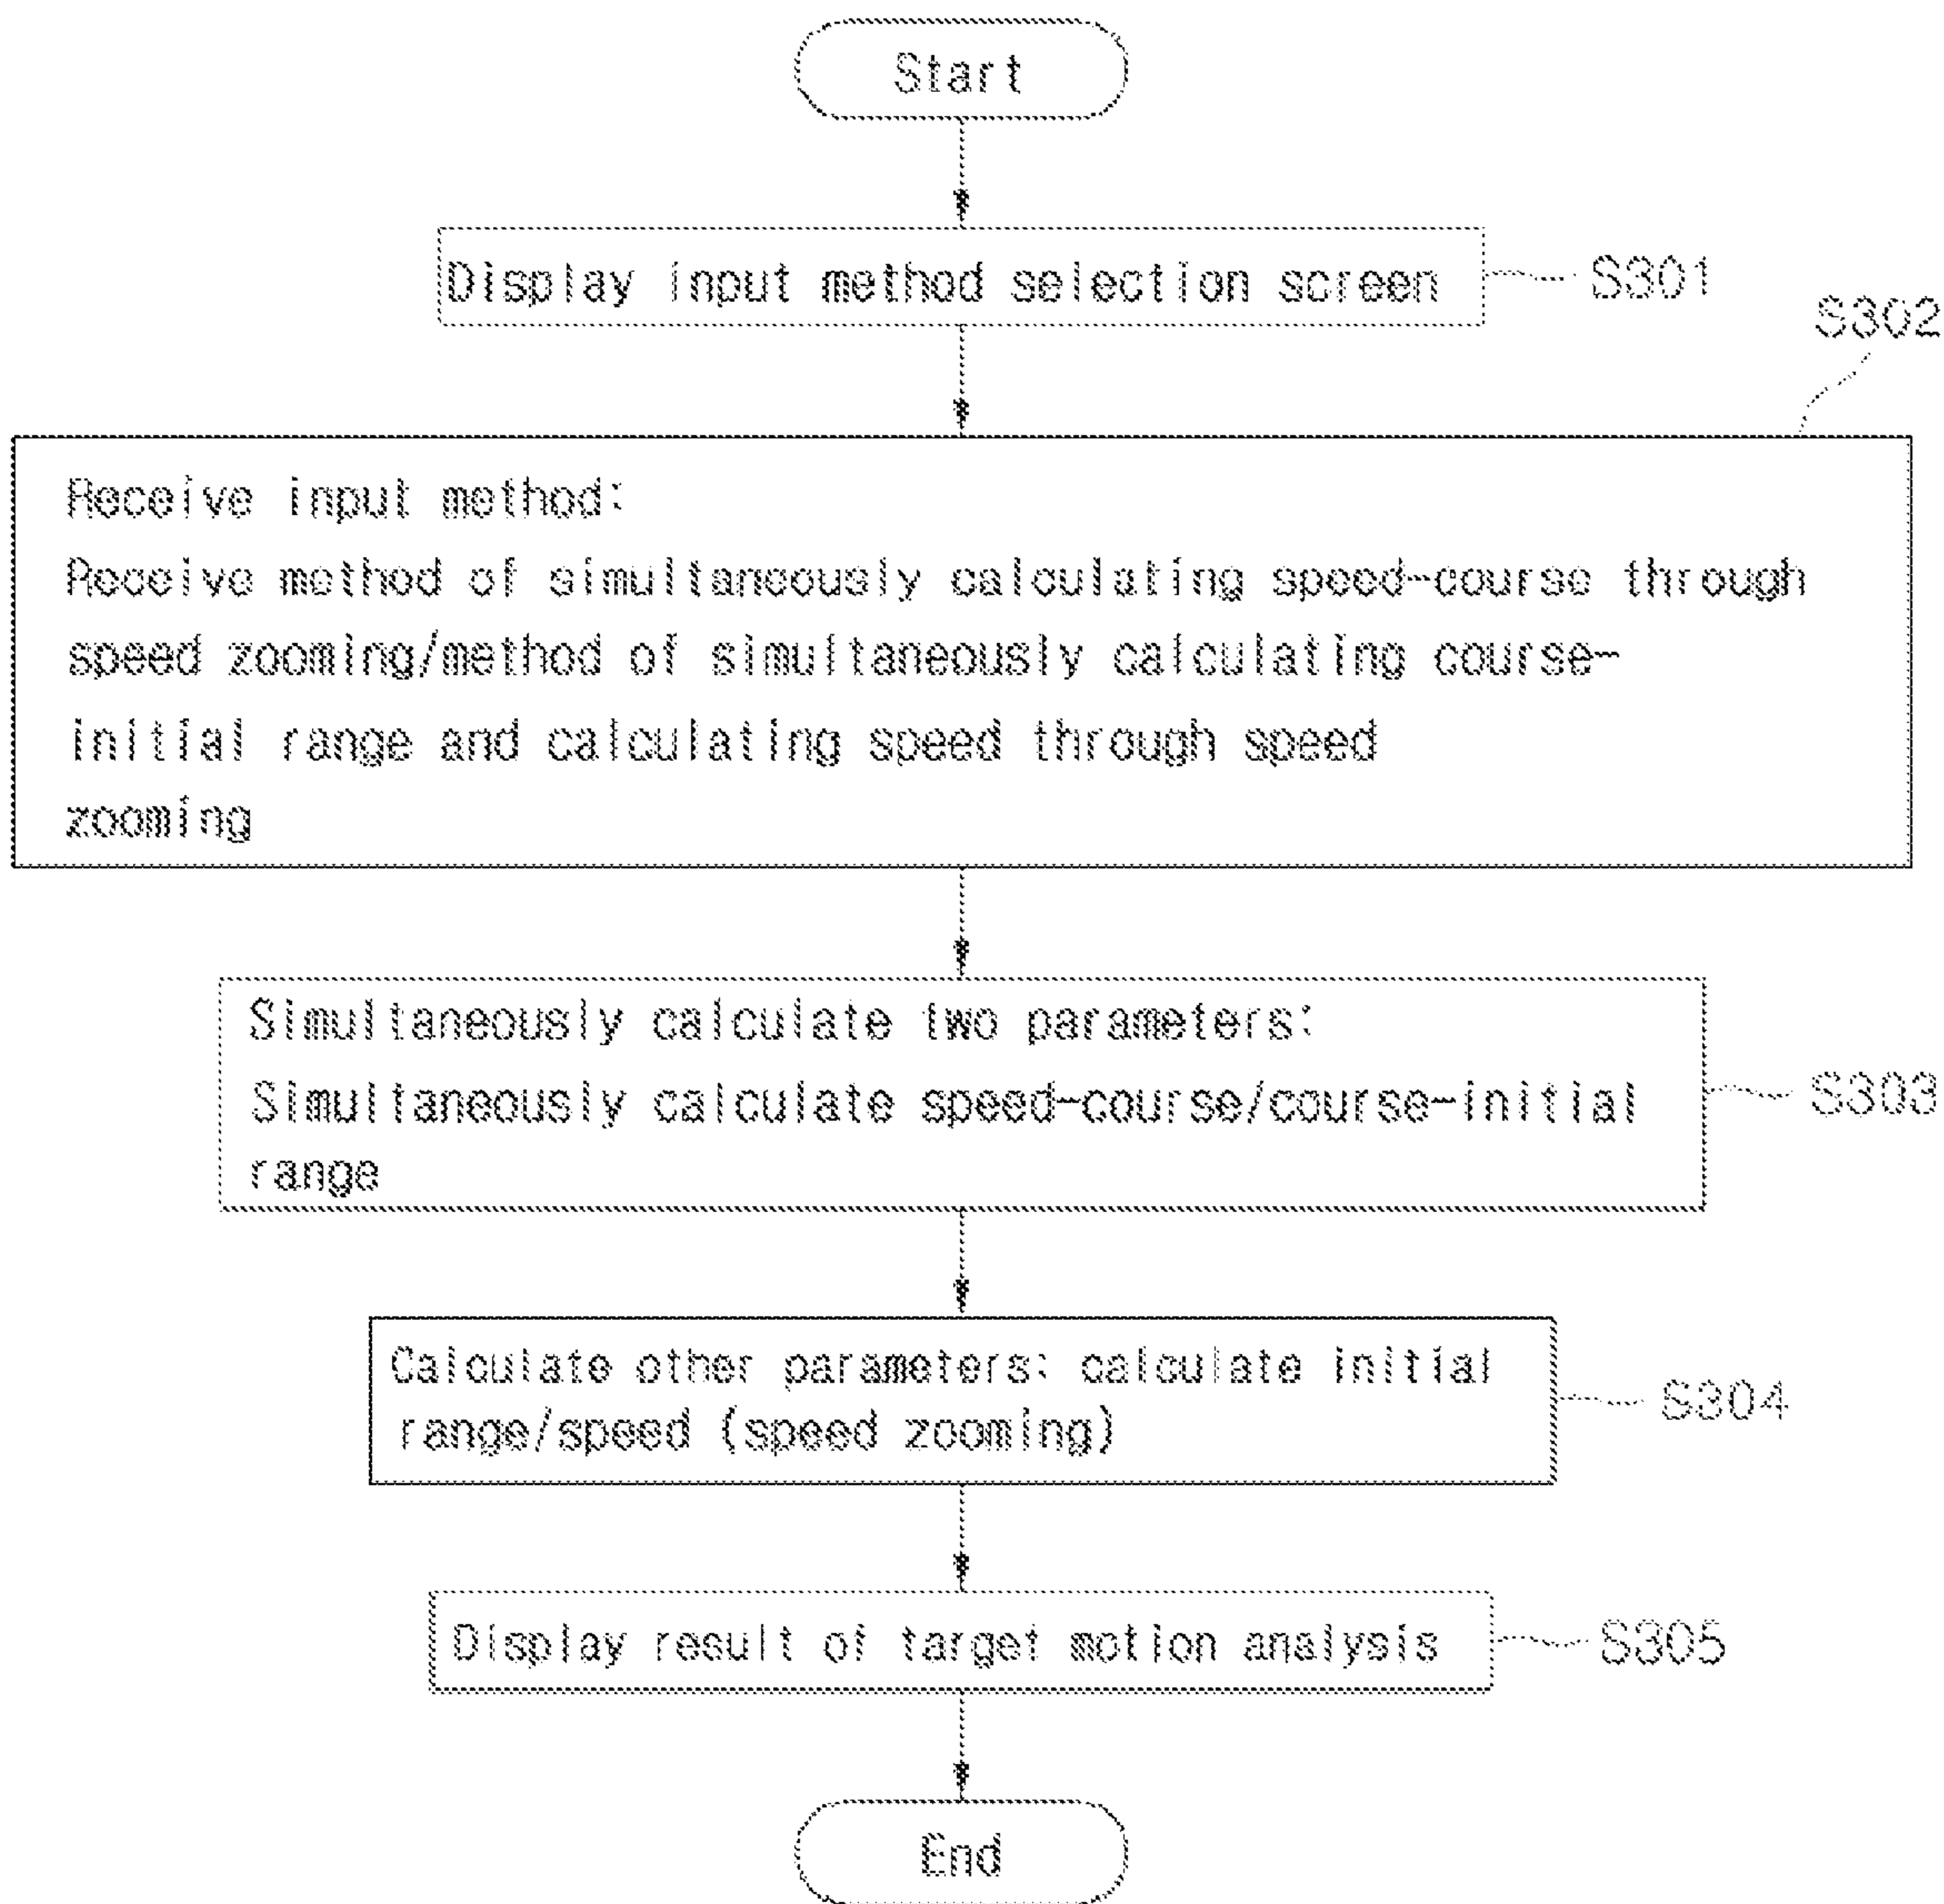 Start
Display input method selection screen
S301
S302
Receive input method:
Receive method of simultaneously calculating speed-course through
speed zooming/method of simultaneously calculating course-
initial range and calculating speed through speed
zooming
Simultaneously calculate two parameters:
Simultaneously calculate speed-course/course-initial
range
S303
Calculate other parameters: calculate initial
range/speed (speed zooming)
S304
Display result of target motion analysis
S305
End